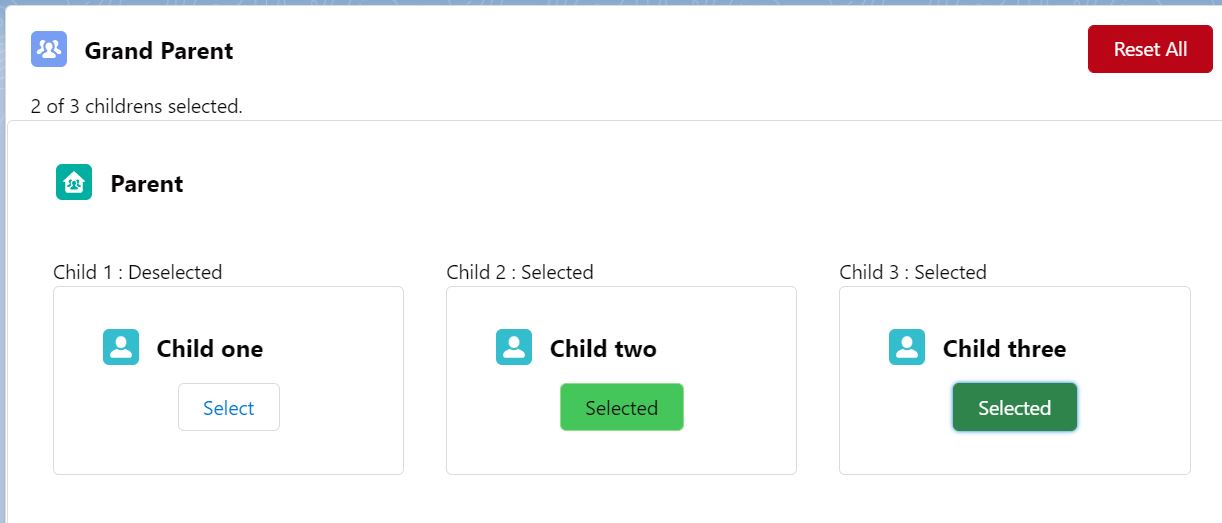 Grand Parent
Reset All
2 of 3 childrens selected.
Parent
Child 1 : Deselected
Child 2 : Selected
Child 3 : Selected
Child one
Child two
Child three
Select
Selected
Selected